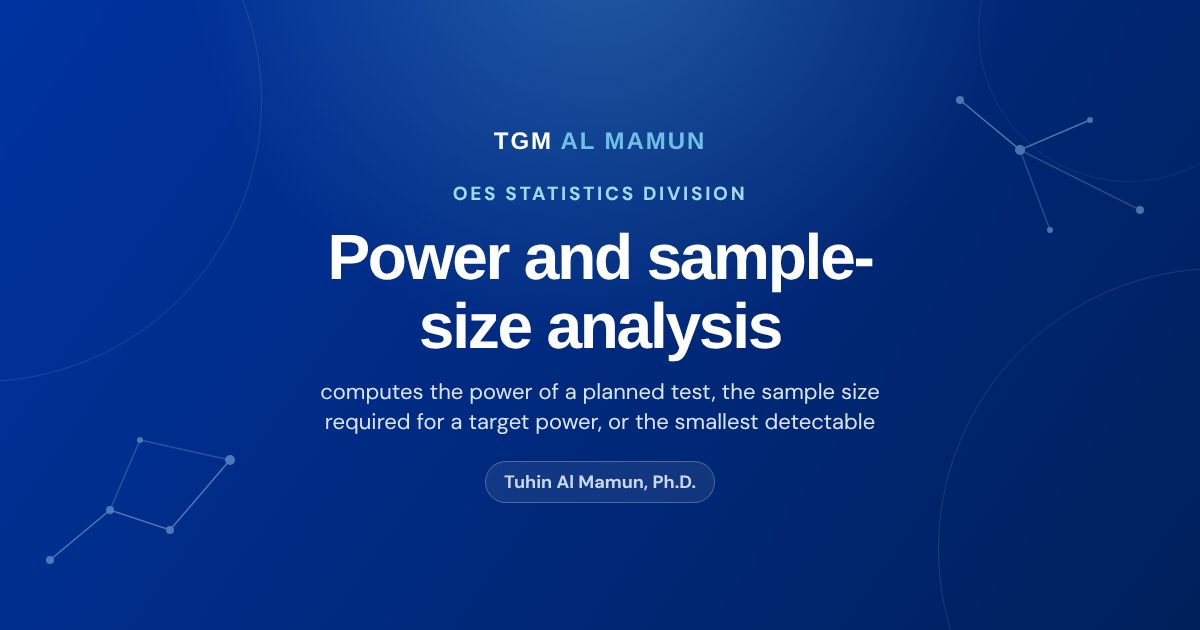 TGM AL MAMUN
OES STATISTICS DIVISION
Power and sample-
size analysis
computes the power of a planned test, the sample size
required for a target power, or the smallest detectable
Tuhin Al Mamun, Ph.D.